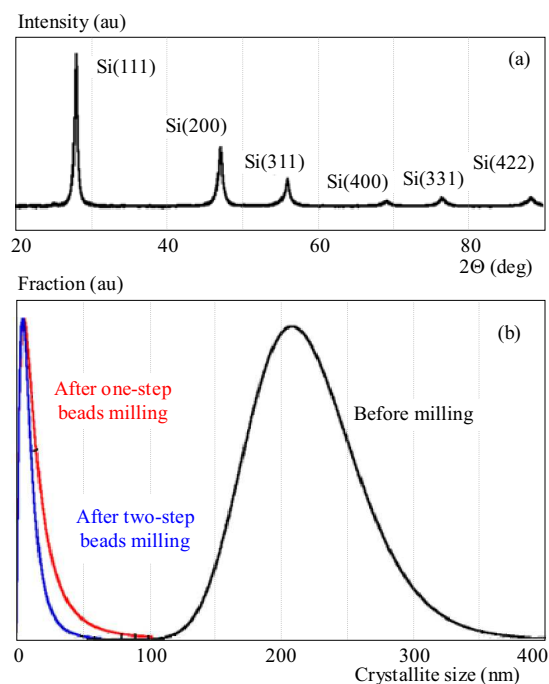 Intensity (au)
(a)
Si(111)
Si(200)
Si(311)
Si(400)
Si(331)
Si(422)
20 40 60 80
2Θ (deg)
Fraction (au)
(b)
After one-step
beads milling
Before milling
After two-step
beads milling
0 100 200 300 400
Crystallite size (nm)